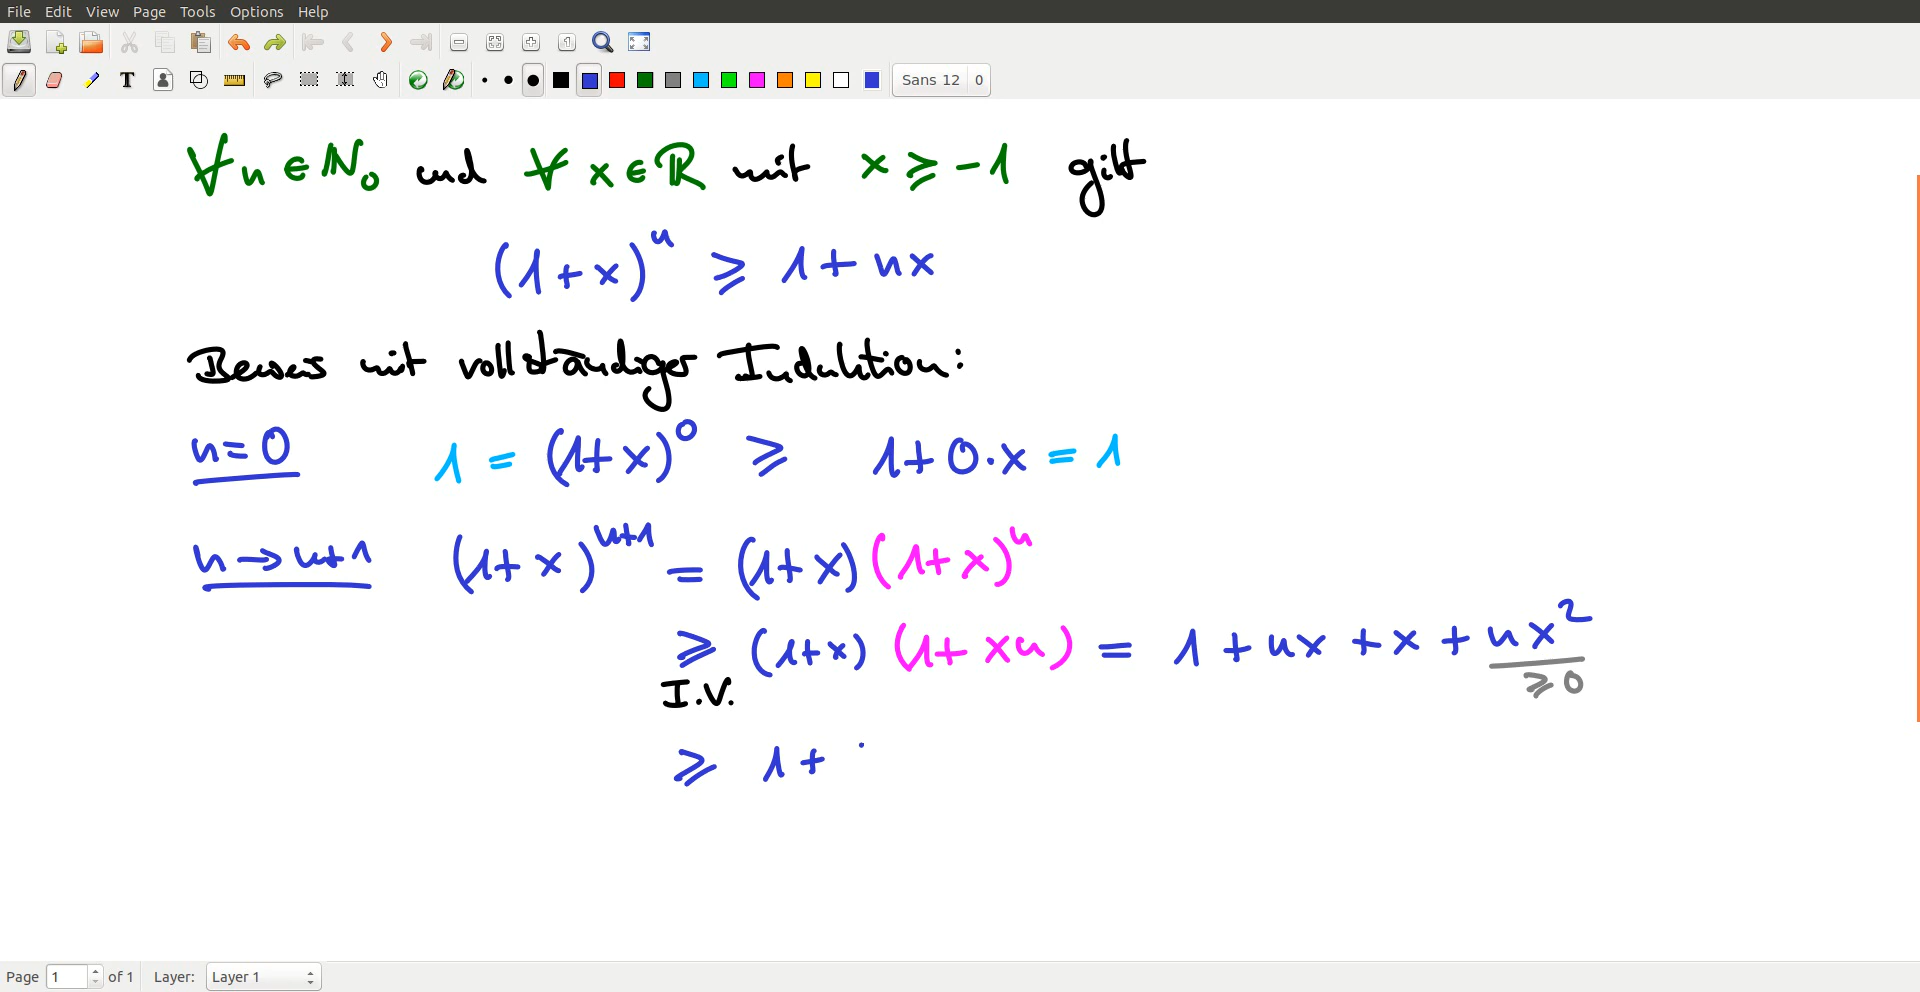 File Edit View Page Tools Options Help
Sans 12 0
∀n∈ℕ₀ und ∀ x∈ℝ mit x ≥ -1 gilt
(1+x)ⁿ ≥ 1+nx
Beweis mit vollständiger Induktion:
n=0 1 = (1+x)⁰ ≥ 1+0·x = 1
n→n+1 (1+x)ⁿ⁺¹ = (1+x)(1+x)ⁿ
≥ (1+x)(1+xn) = 1+nx+x+nx²
I.V. ≥0
≥ 1+
Page 1 of 1 Layer: Layer 1